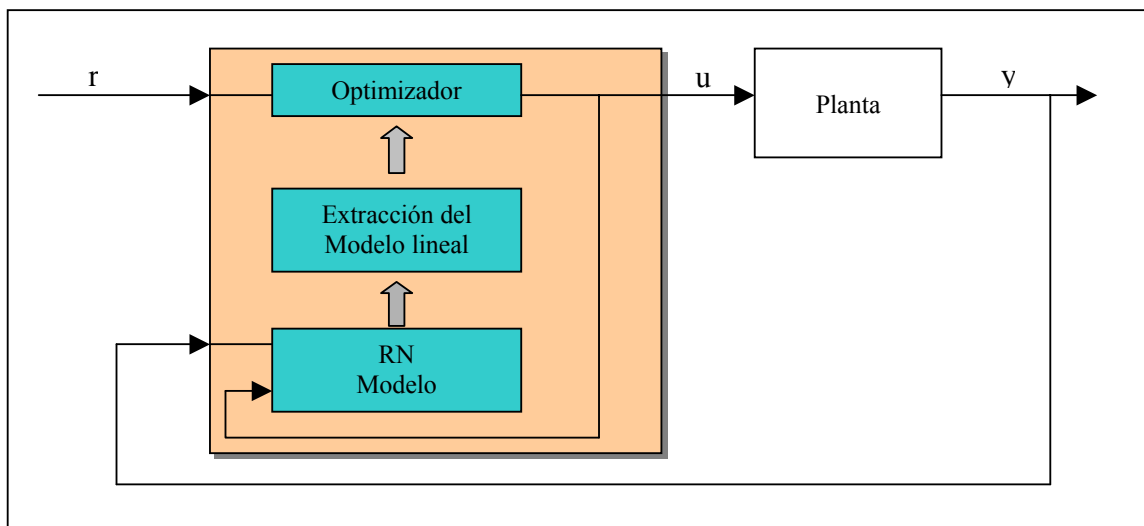 r
Optimizador
u
Planta
y
Extracción del
Modelo lineal
RN
Modelo